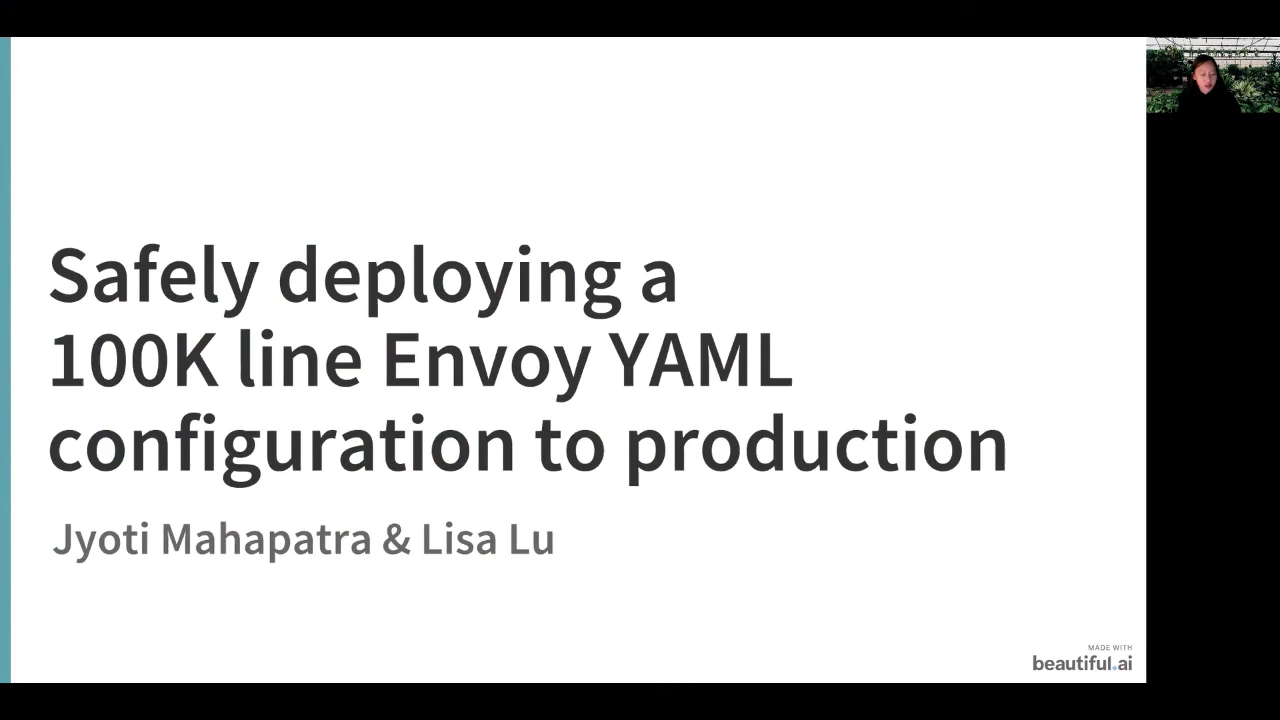 Safely deploying a
100K line Envoy YAML
configuration to production
Jyoti Mahapatra & Lisa Lu
MADE WITH
beautiful.ai